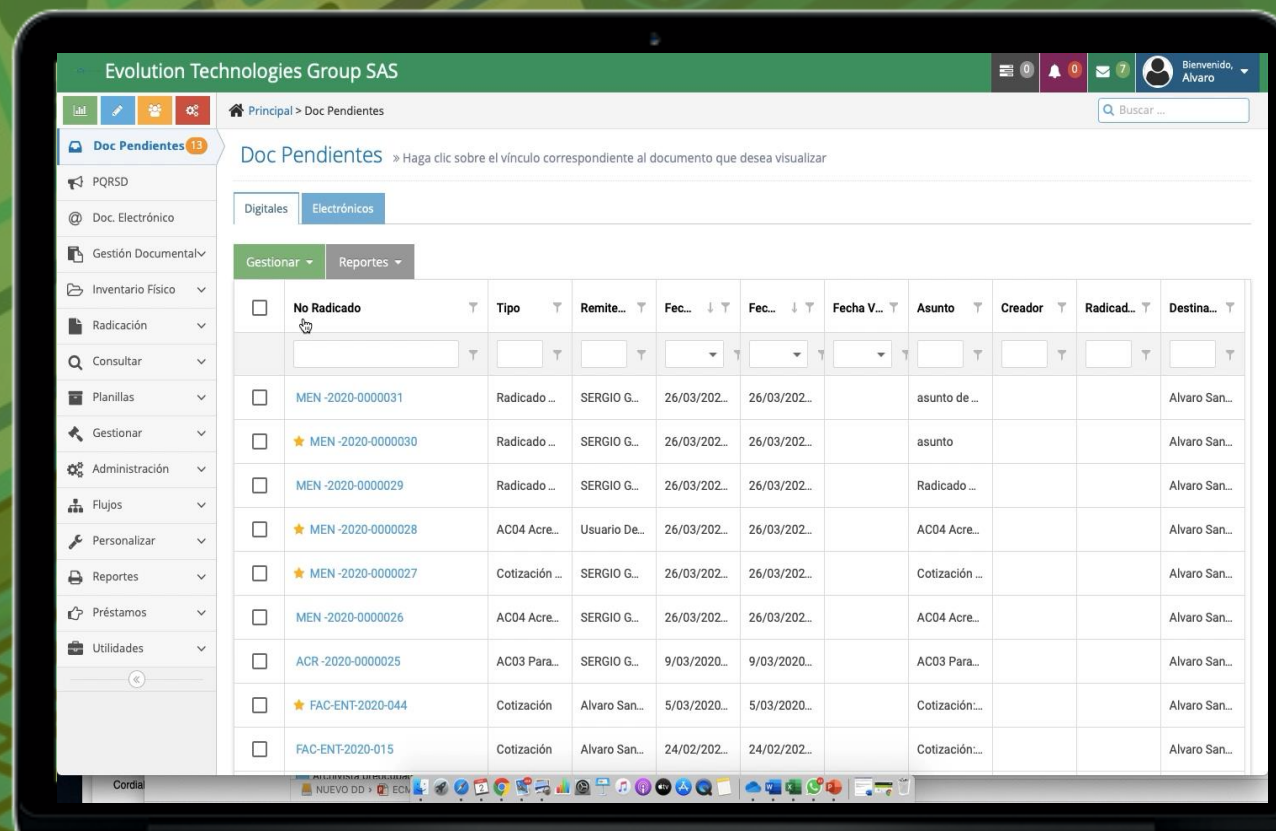 Evolution Technologies Group SAS
0
0
7
Bienvenido,
Alvaro
Principal > Doc Pendientes
Buscar ...
Doc Pendientes 13
PQRSD
Doc. Electrónico
Gestión Documental
Inventario Físico
Radicación
Consultar
Planillas
Gestionar
Administración
Flujos
Personalizar
Reportes
Préstamos
Utilidades
Doc Pendientes » Haga clic sobre el vínculo correspondiente al documento que desea visualizar
Digitales Electrónicos
Gestionar Reportes
No Radicado Tipo Remite... Fec... Fec... Fecha V... Asunto Creador Radicad... Destina...
MEN -2020-0000031 Radicado ... SERGIO G... 26/03/202... 26/03/202... asunto de ... Alvaro San...
MEN -2020-0000030 Radicado ... SERGIO G... 26/03/202... 26/03/202... asunto Alvaro San...
MEN -2020-0000029 Radicado ... SERGIO G... 26/03/202... 26/03/202... Radicado ... Alvaro San...
MEN -2020-0000028 AC04 Acre... Usuario De... 26/03/202... 26/03/202... AC04 Acre... Alvaro San...
MEN -2020-0000027 Cotización ... SERGIO G... 26/03/202... 26/03/202... Cotización ... Alvaro San...
MEN -2020-0000026 AC04 Acre... SERGIO G... 26/03/202... 26/03/202... AC04 Acre... Alvaro San...
ACR -2020-0000025 AC03 Para... SERGIO G... 9/03/2020... 9/03/2020... AC03 Para... Alvaro San...
FAC-ENT-2020-044 Cotización Alvaro San... 5/03/2020... 5/03/2020... Cotización:... Alvaro San...
FAC-ENT-2020-015 Cotización Alvaro San... 24/02/202... 24/02/202... Cotización:... Alvaro San...
Cordial
NUEVO DD › ECM